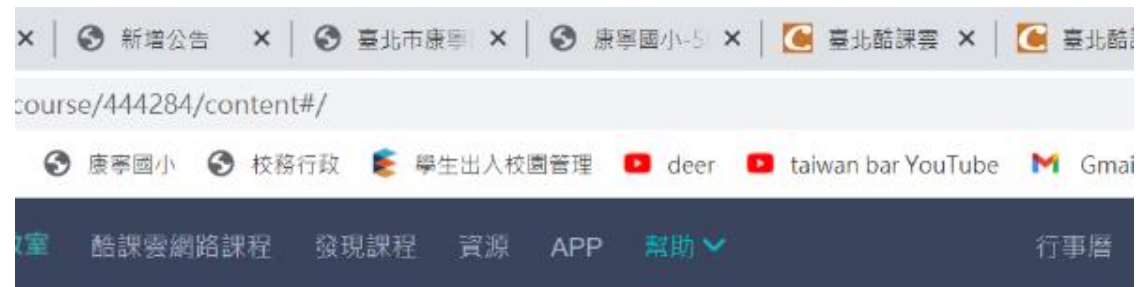 新增公告 臺北市康寧 康寧國小-5 臺北酷課雲 臺北酷
course/444284/content#/
康寧國小 校務行政 學生出入校園管理 deer taiwan bar YouTube Gmai
室 酷課雲網路課程 發現課程 資源 APP 幫助 行事曆